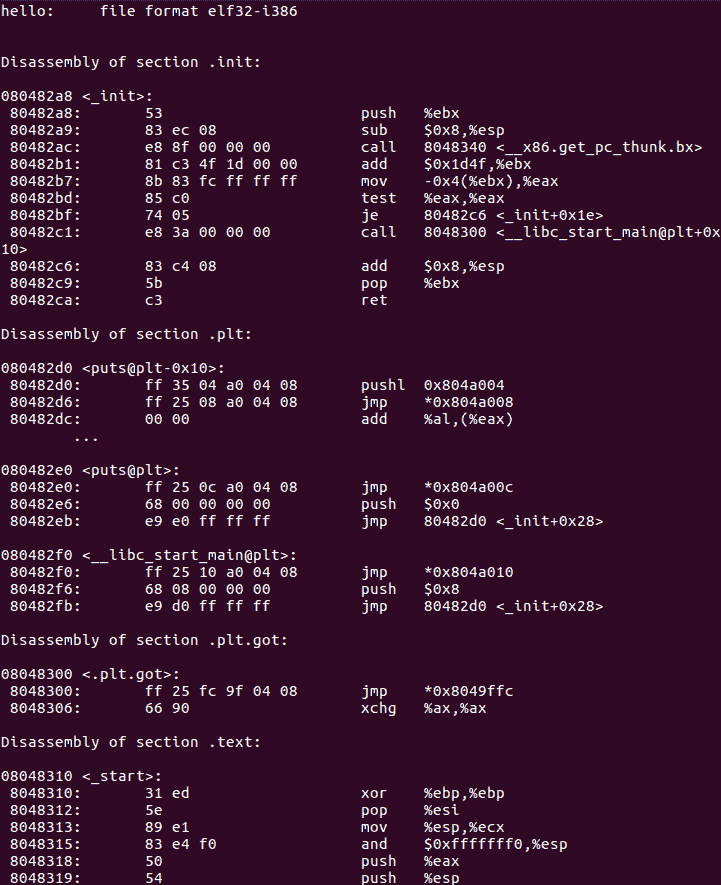 hello:     file format elf32-i386


Disassembly of section .init:

080482a8 <_init>:
 80482a8:	53                   	push   %ebx
 80482a9:	83 ec 08             	sub    $0x8,%esp
 80482ac:	e8 8f 00 00 00       	call   8048340 <__x86.get_pc_thunk.bx>
 80482b1:	81 c3 4f 1d 00 00    	add    $0x1d4f,%ebx
 80482b7:	8b 83 fc ff ff ff    	mov    -0x4(%ebx),%eax
 80482bd:	85 c0                	test   %eax,%eax
 80482bf:	74 05                	je     80482c6 <_init+0x1e>
 80482c1:	e8 3a 00 00 00       	call   8048300 <__libc_start_main@plt+0x
10>
 80482c6:	83 c4 08             	add    $0x8,%esp
 80482c9:	5b                   	pop    %ebx
 80482ca:	c3                   	ret

Disassembly of section .plt:

080482d0 <puts@plt-0x10>:
 80482d0:	ff 35 04 a0 04 08    	pushl  0x804a004
 80482d6:	ff 25 08 a0 04 08    	jmp    *0x804a008
 80482dc:	00 00                	add    %al,(%eax)
	...

080482e0 <puts@plt>:
 80482e0:	ff 25 0c a0 04 08    	jmp    *0x804a00c
 80482e6:	68 00 00 00 00       	push   $0x0
 80482eb:	e9 e0 ff ff ff       	jmp    80482d0 <_init+0x28>

080482f0 <__libc_start_main@plt>:
 80482f0:	ff 25 10 a0 04 08    	jmp    *0x804a010
 80482f6:	68 08 00 00 00       	push   $0x8
 80482fb:	e9 d0 ff ff ff       	jmp    80482d0 <_init+0x28>

Disassembly of section .plt.got:

08048300 <.plt.got>:
 8048300:	ff 25 fc 9f 04 08    	jmp    *0x8049ffc
 8048306:	66 90                	xchg   %ax,%ax

Disassembly of section .text:

08048310 <_start>:
 8048310:	31 ed                	xor    %ebp,%ebp
 8048312:	5e                   	pop    %esi
 8048313:	89 e1                	mov    %esp,%ecx
 8048315:	83 e4 f0             	and    $0xfffffff0,%esp
 8048318:	50                   	push   %eax
 8048319:	54                   	push   %esp